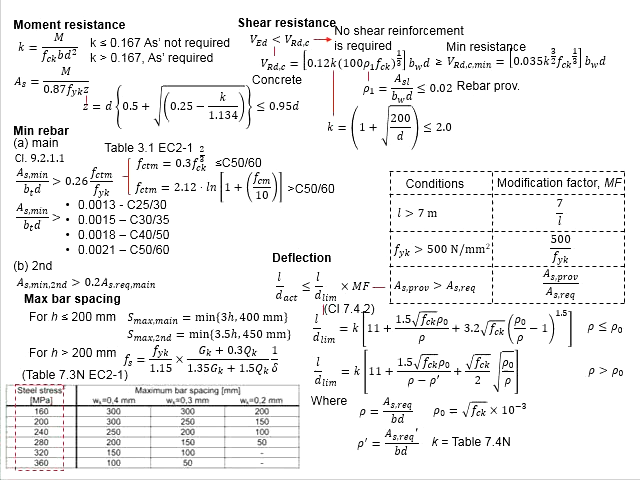 Moment resistance
k = M / f_ck bd²
k ≤ 0.167 As' not required
k > 0.167, As' required
A_s = M / 0.87f_yk z
z = d { 0.5 + √(0.25 − k / 1.134) } ≤ 0.95d
Shear resistance
V_Ed < V_Rd,c
No shear reinforcement
is required
Concrete
V_Rd,c = [0.12k(100ρ₁f_ck)^(1/3)] b_w d ≥ V_Rd,c.min = [0.035k^(3/2) f_ck^(1/3)] b_w d
Min resistance
ρ₁ = A_sl / b_w d ≤ 0.02 Rebar prov.
k = (1 + √(200 / d)) ≤ 2.0
Min rebar
(a) main
Cl. 9.2.1.1
Table 3.1 EC2-1
A_s,min / b_t d > 0.26 f_ctm / f_yk
f_ctm = 0.3f_ck^(2/3) ≤C50/60
f_ctm = 2.12 · ln [1 + (f_cm / 10)] >C50/60
A_s,min / b_t d >
• 0.0013 - C25/30
• 0.0015 – C30/35
• 0.0018 – C40/50
• 0.0021 – C50/60
(b) 2nd
A_s,min,2nd > 0.2A_s.req,main
Max bar spacing
For h ≤ 200 mm S_max,main = min{3h, 400 mm}
S_max,2nd = min{3.5h, 450 mm}
For h > 200 mm f_s = f_yk / 1.15 × (G_k + 0.3Q_k) / (1.35G_k + 1.5Q_k) 1 / δ
(Table 7.3N EC2-1)
Steel stress [MPa] Maximum bar spacing [mm]
w_k=0,4 mm w_k=0,3 mm w_k=0.2 mm
160 300 300 200
200 300 250 150
240 250 200 100
280 200 150 50
320 150 100 -
360 100 50 -
Conditions Modification factor, MF
l > 7 m 7 / l
f_yk > 500 N/mm² 500 / f_yk
A_s,prov > A_s,req A_s,prov / A_s,req
Deflection
l / d_act ≤ l / d_lim × MF
(Cl 7.4.2)
l / d_lim = k [11 + 1.5√f_ck ρ₀ / ρ + 3.2√f_ck (ρ₀ / ρ − 1)^1.5] ρ ≤ ρ₀
l / d_lim = k [11 + 1.5√f_ck ρ₀ / (ρ − ρ′) + √f_ck / 2 √(ρ₀ / ρ)] ρ > ρ₀
Where
ρ = A_s,req / bd ρ₀ = √f_ck × 10⁻³
ρ′ = A_s,req′ / bd k = Table 7.4N